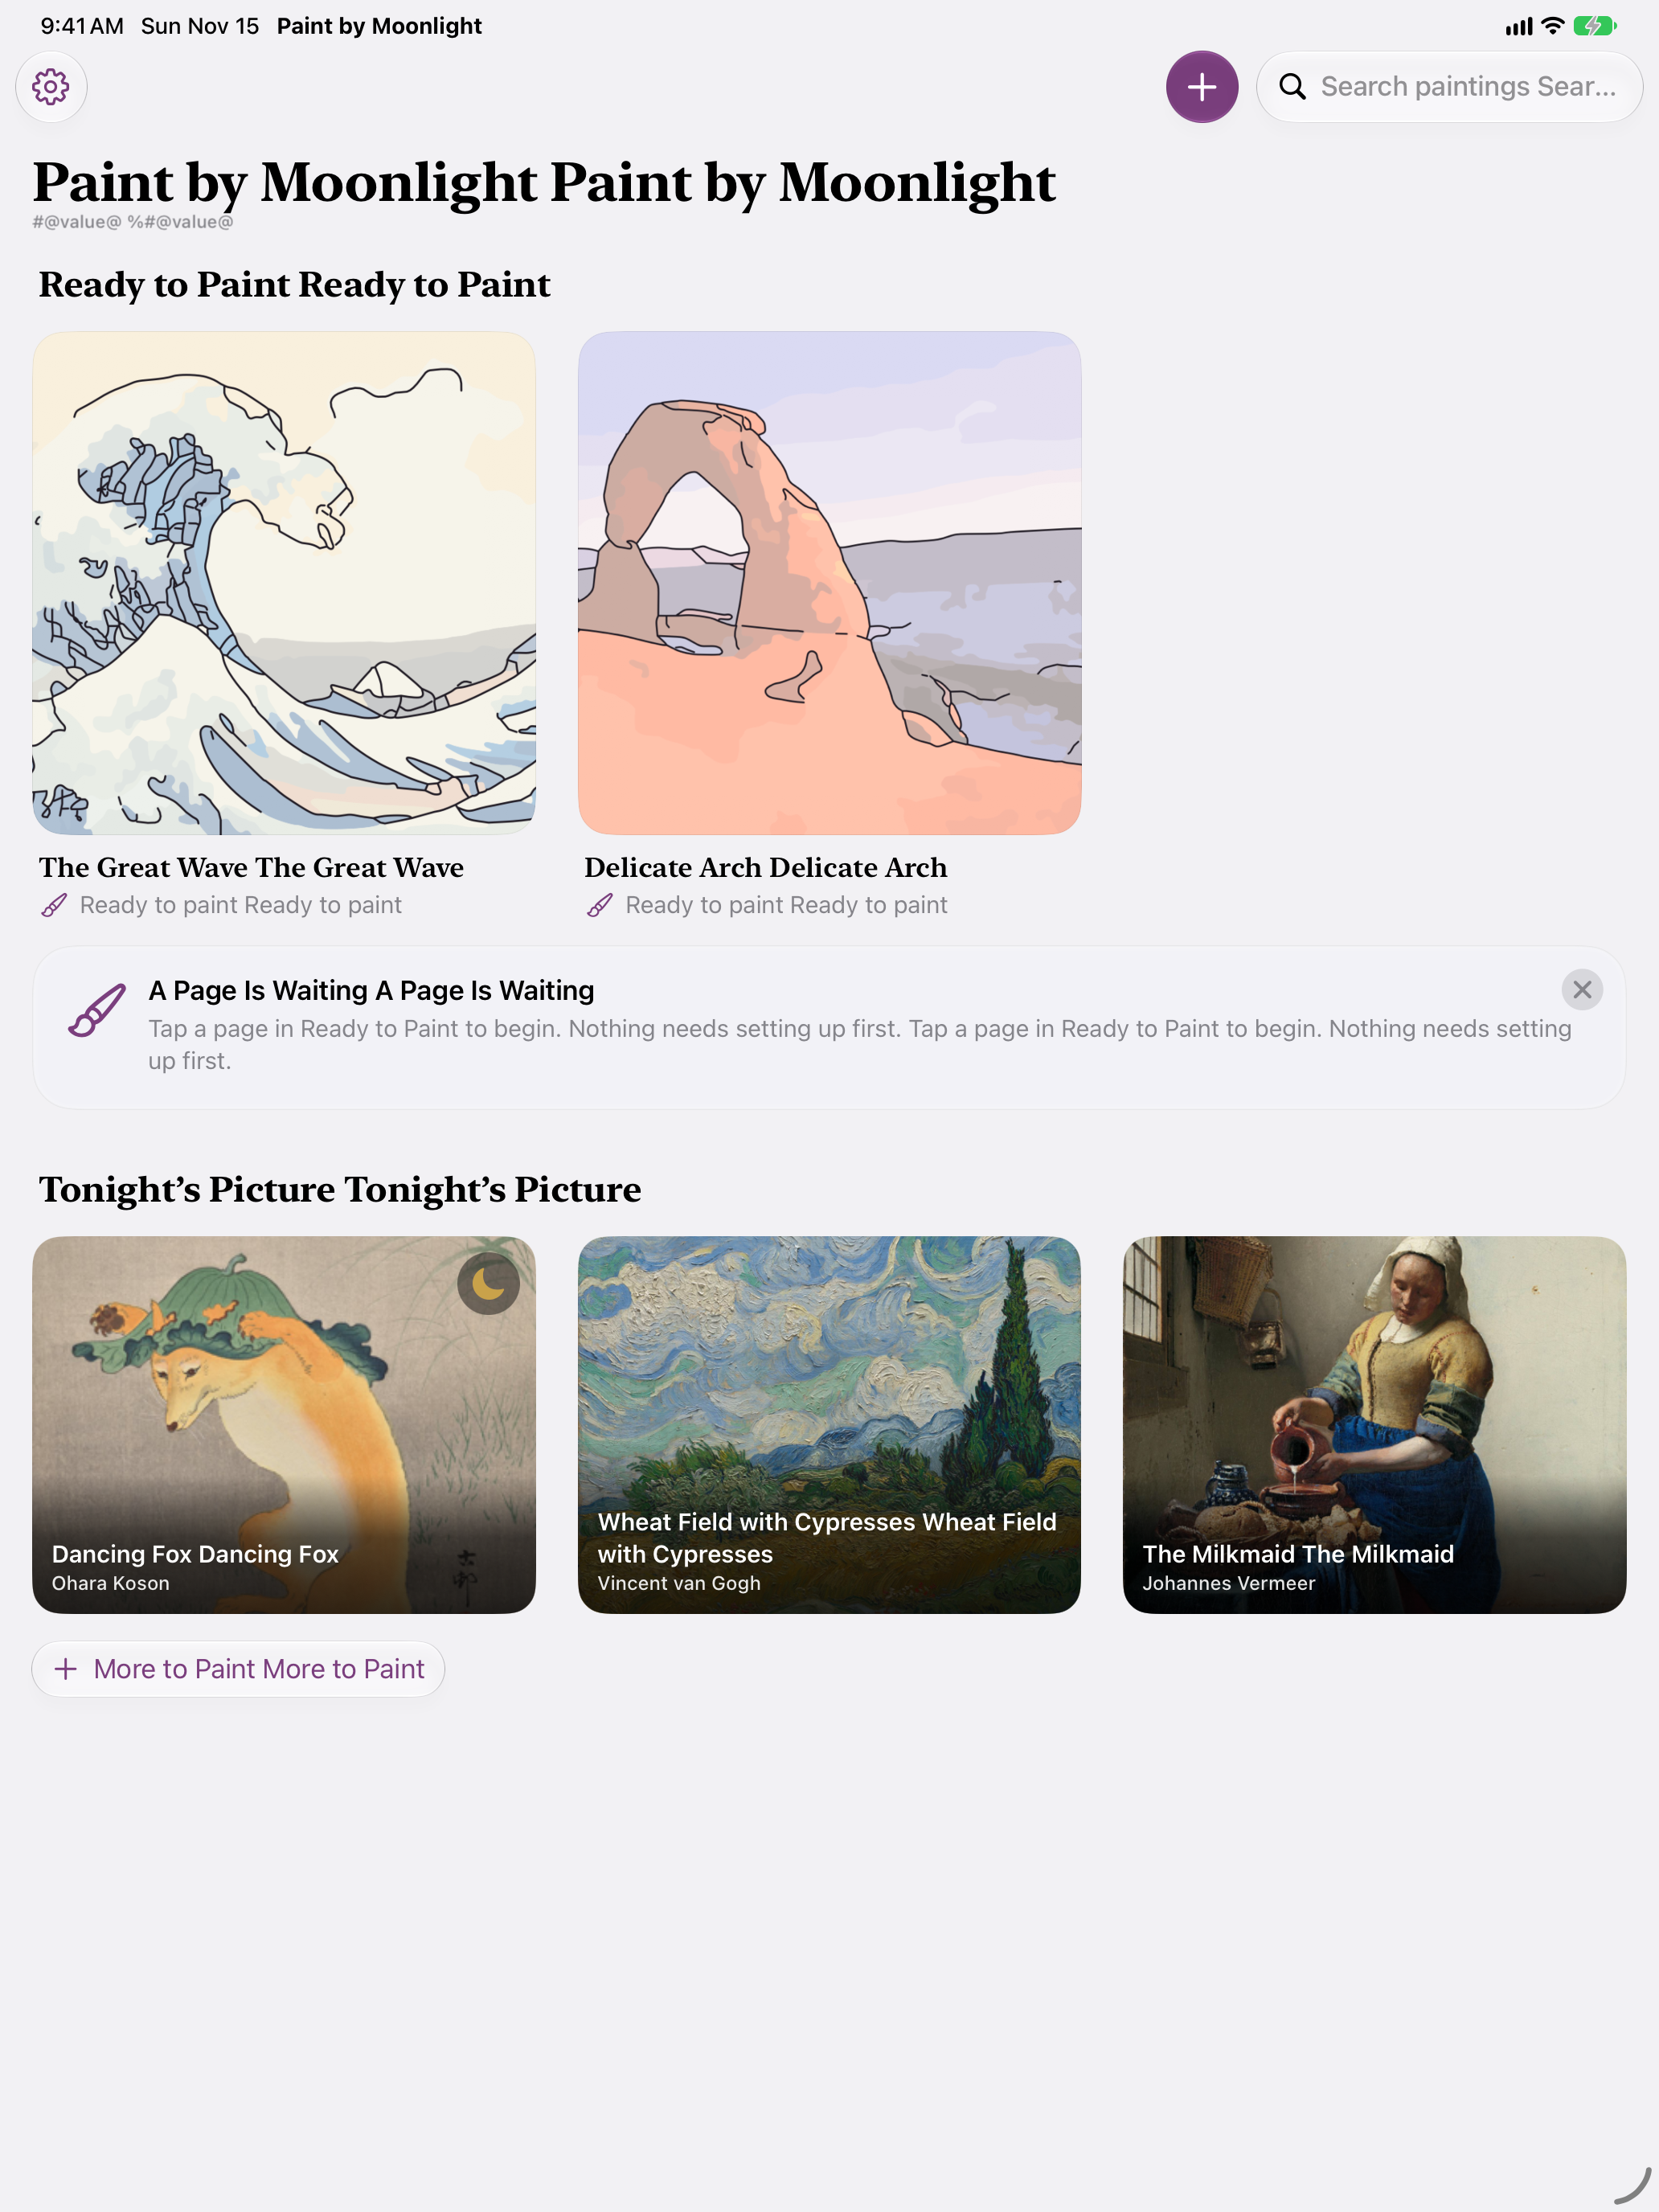 9:41 AM Sun Nov 15 Paint by Moonlight
Search paintings Sear...
Paint by Moonlight Paint by Moonlight
#@value@ %#@value@
Ready to Paint Ready to Paint
The Great Wave The Great Wave
Ready to paint Ready to paint
Delicate Arch Delicate Arch
Ready to paint Ready to paint
A Page Is Waiting A Page Is Waiting
Tap a page in Ready to Paint to begin. Nothing needs setting up first. Tap a page in Ready to Paint to begin. Nothing needs setting
up first.
Tonight’s Picture Tonight’s Picture
Dancing Fox Dancing Fox
Ohara Koson
Wheat Field with Cypresses Wheat Field
with Cypresses
Vincent van Gogh
The Milkmaid The Milkmaid
Johannes Vermeer
More to Paint More to Paint